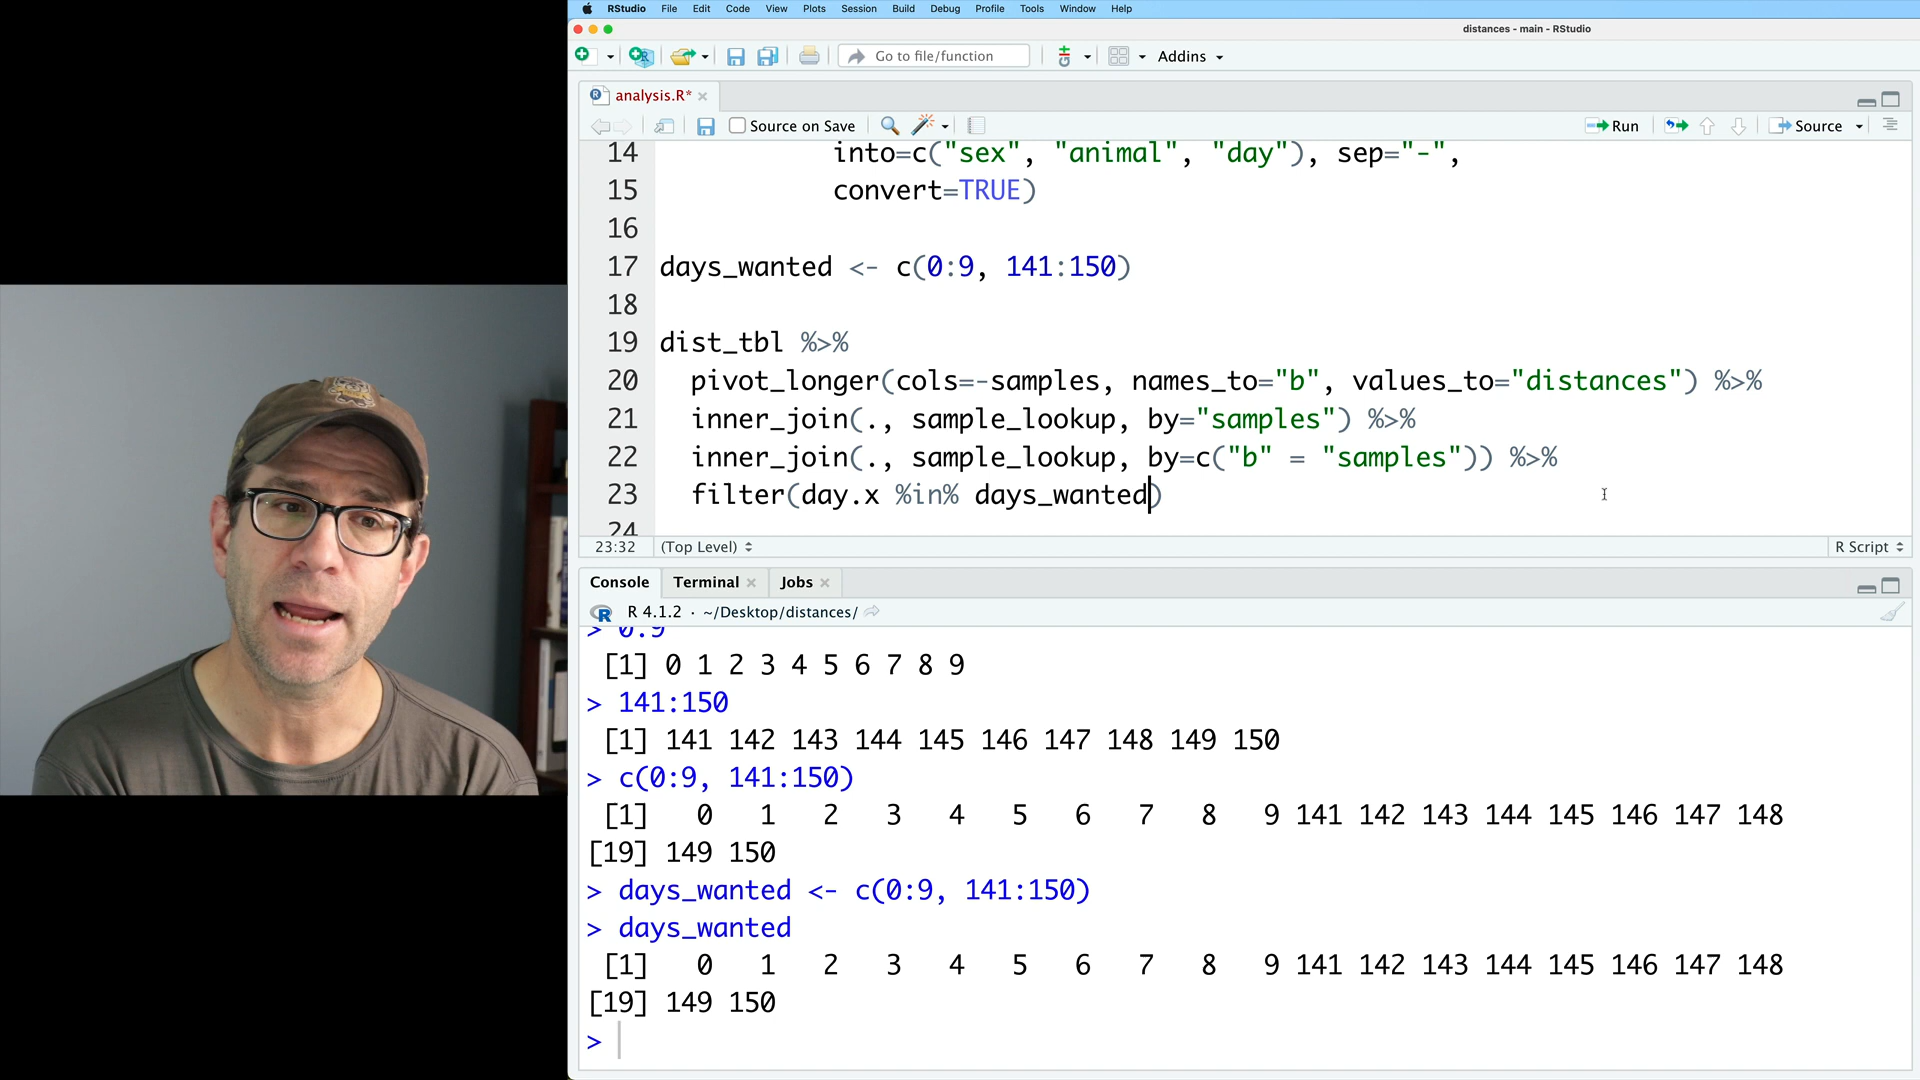 RStudio File Edit Code View Plots Session Build Debug Profile Tools Window Help
distances - main - RStudio
Go to file/function Addins
analysis.R*
Source on Save Run Source
14 into=c("sex", "animal", "day"), sep="-",
15 convert=TRUE)
16
17 days_wanted <- c(0:9, 141:150)
18
19 dist_tbl %>%
20 pivot_longer(cols=-samples, names_to="b", values_to="distances") %>%
21 inner_join(., sample_lookup, by="samples") %>%
22 inner_join(., sample_lookup, by=c("b" = "samples")) %>%
23 filter(day.x %in% days_wanted)
24
23:32 (Top Level) R Script
Console Terminal Jobs
R 4.1.2 · ~/Desktop/distances/
> 0:9
[1] 0 1 2 3 4 5 6 7 8 9
> 141:150
[1] 141 142 143 144 145 146 147 148 149 150
> c(0:9, 141:150)
[1] 0 1 2 3 4 5 6 7 8 9 141 142 143 144 145 146 147 148
[19] 149 150
> days_wanted <- c(0:9, 141:150)
> days_wanted
[1] 0 1 2 3 4 5 6 7 8 9 141 142 143 144 145 146 147 148
[19] 149 150
>